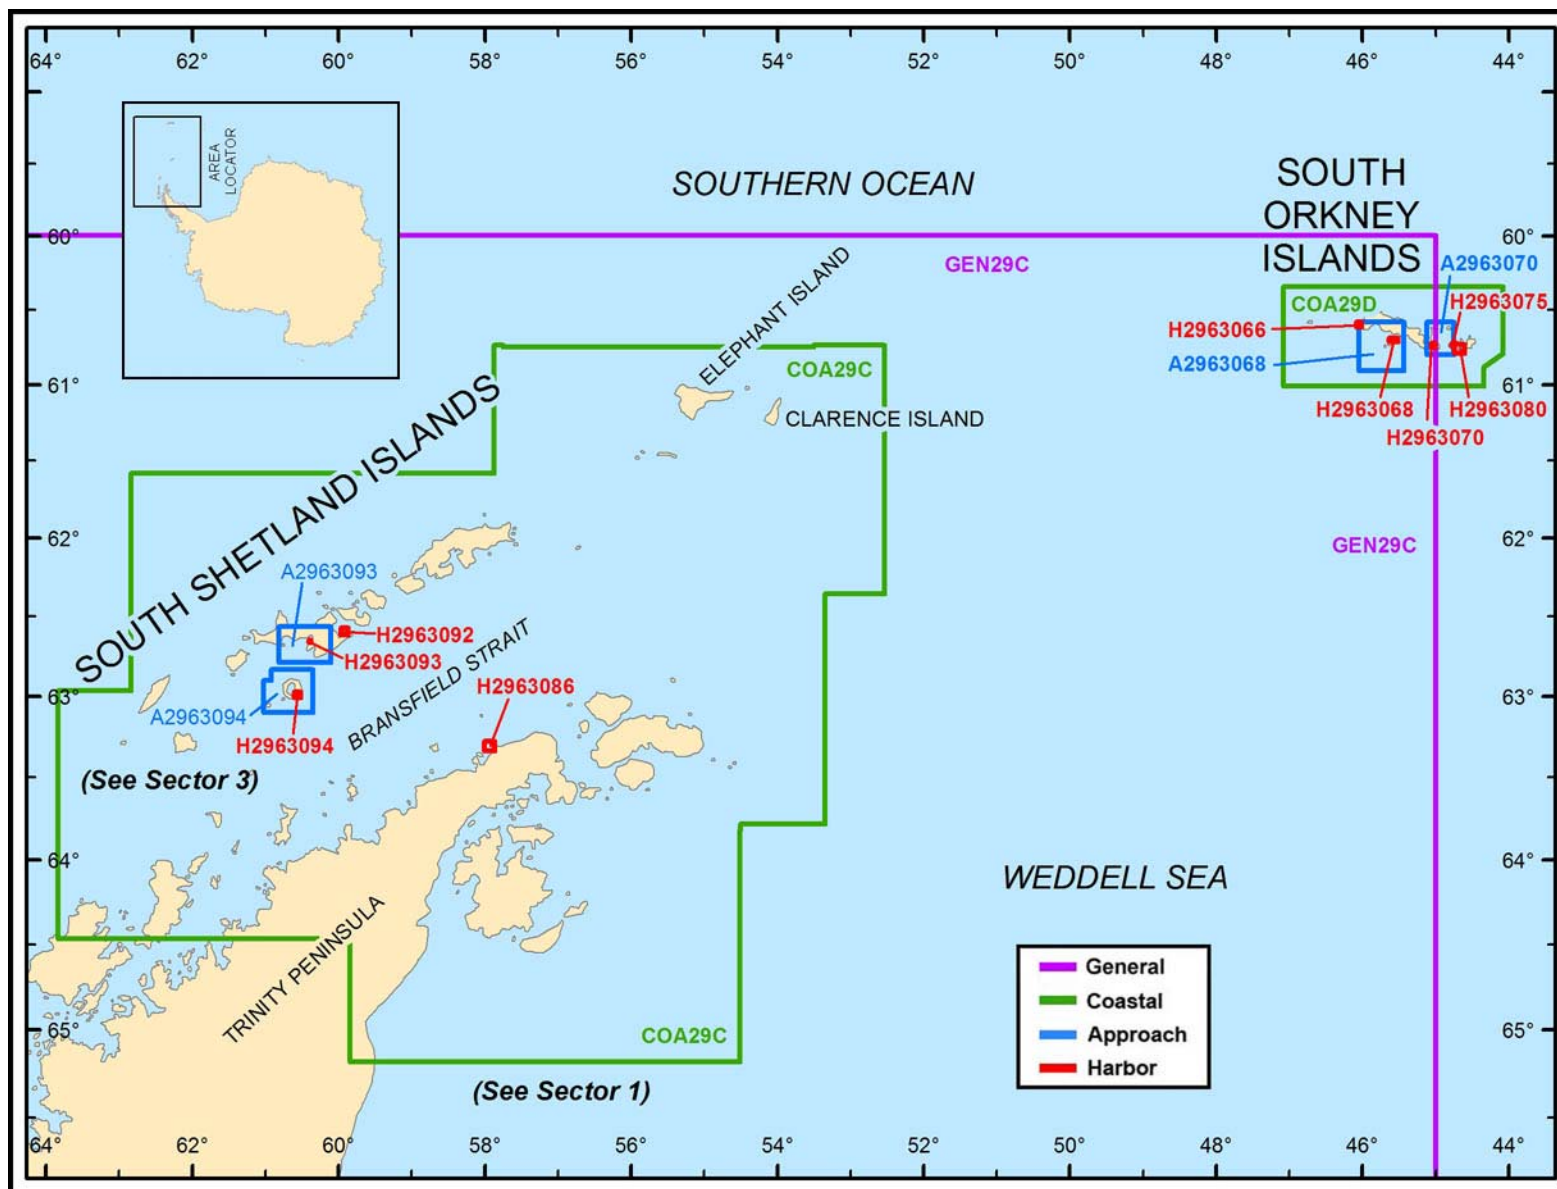 64° 62° 60° 58° 56° 54° 52° 50° 48° 46° 44°
AREA
LOCATOR
SOUTHERN OCEAN
SOUTH
ORKNEY
ISLANDS
60° 60°
GEN29C
A2963070
COA29D
H2963075
H2963066
A2963068
H2963068
H2963080
H2963070
ELEPHANT ISLAND
COA29C
61° 61°
CLARENCE ISLAND
SOUTH SHETLAND ISLANDS
62° 62°
GEN29C
A2963093
H2963092
H2963093
BRANSFIELD STRAIT
H2963086
63° 63°
A2963094
H2963094
(See Sector 3)
64° 64°
WEDDELL SEA
TRINITY PENINSULA
General
Coastal
Approach
Harbor
65° 65°
COA29C
(See Sector 1)
64° 62° 60° 58° 56° 54° 52° 50° 48° 46° 44°